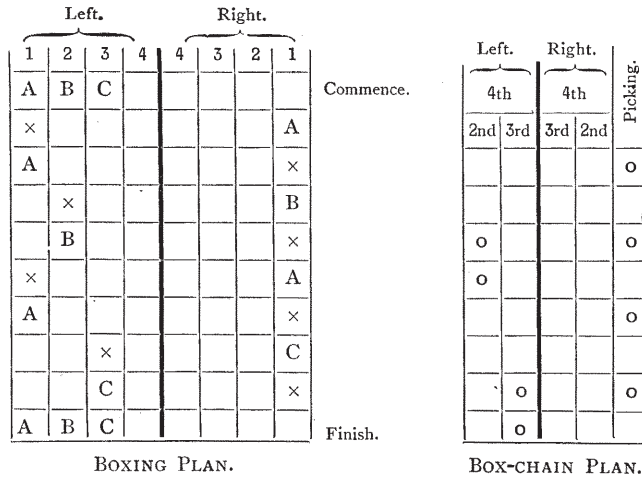 Left. Right.
1 2 3 4 4 3 2 1
A B C Commence.
× A
A ×
× B
B ×
× A
A ×
× C
C ×
A B C Finish.
BOXING PLAN.
Left. Right. Picking.
4th 4th
2nd 3rd 3rd 2nd
o
o o
o
o
o o
o
BOX-CHAIN PLAN.